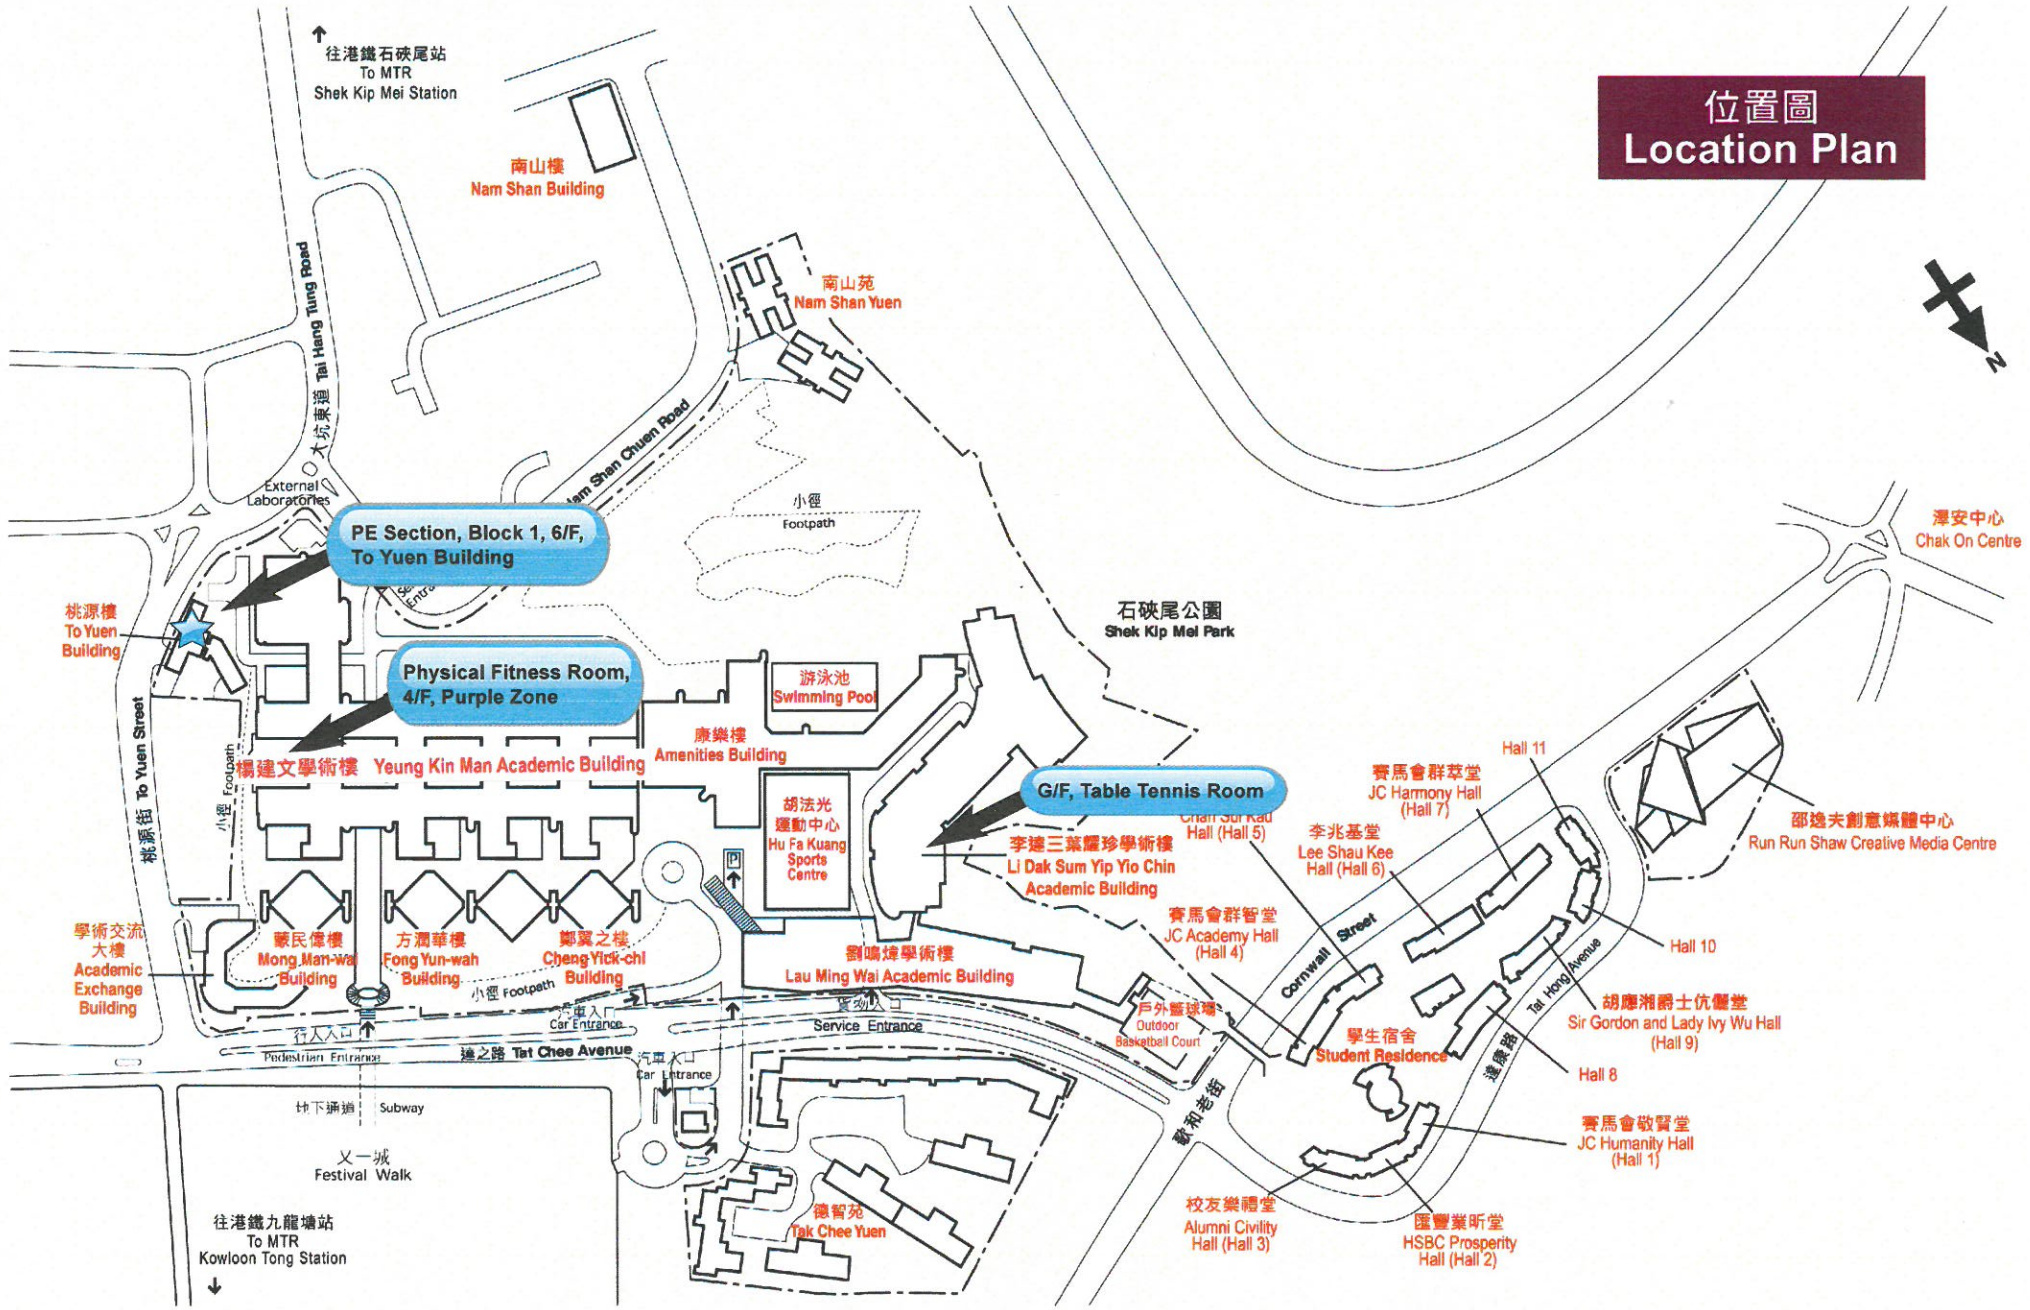 位置圖
Location Plan
往港鐵石硤尾站
To MTR
Shek Kip Mei Station
南山樓
Nam Shan Building
南山苑
Nam Shan Yuen
大坑東道 Tai Hang Tung Road
Nam Shan Chuen Road
External
Laboratories
小徑
Footpath
PE Section, Block 1, 6/F,
To Yuen Building
桃源樓
To Yuen
Building
Physical Fitness Room,
4/F, Purple Zone
石硤尾公園
Shek Kip Mei Park
澤安中心
Chak On Centre
游泳池
Swimming Pool
康樂樓
Amenities Building
楊建文學術樓 Yeung Kin Man Academic Building
桃源街 To Yuen Street
小徑 Footpath
胡法光
運動中心
Hu Fa Kuang
Sports
Centre
P
G/F, Table Tennis Room
Chan Sui Kau
Hall (Hall 5)
李達三葉耀珍學術樓
Li Dak Sum Yip Yio Chin
Academic Building
李兆基堂
Lee Shau Kee
Hall (Hall 6)
賽馬會群萃堂
JC Harmony Hall
(Hall 7)
Hall 11
邵逸夫創意媒體中心
Run Run Shaw Creative Media Centre
賽馬會群智堂
JC Academy Hall
(Hall 4)
Cornwall Street
Hall 10
Tat Hong Avenue
達康路
胡應湘爵士伉儷堂
Sir Gordon and Lady Ivy Wu Hall
(Hall 9)
Hall 8
學生宿舍
Student Residence
學術交流
大樓
Academic
Exchange
Building
蒙民偉樓
Mong Man-wai
Building
方潤華樓
Fong Yun-wah
Building
鄭翼之樓
Cheng Yick-chi
Building
劉鳴煒學術樓
Lau Ming Wai Academic Building
小徑 Footpath
汽車入口
Car Entrance
貨物入口
Service Entrance
戶外籃球場
Outdoor
Basketball Court
行人入口
Pedestrian Entrance
達之路 Tat Chee Avenue
汽車入口
Car Entrance
歌和老街
地下通道 Subway
又一城
Festival Walk
往港鐵九龍塘站
To MTR
Kowloon Tong Station
德智苑
Tak Chee Yuen
賽馬會敬賢堂
JC Humanity Hall
(Hall 1)
校友樂禮堂
Alumni Civility
Hall (Hall 3)
匯豐業昕堂
HSBC Prosperity
Hall (Hall 2)
N